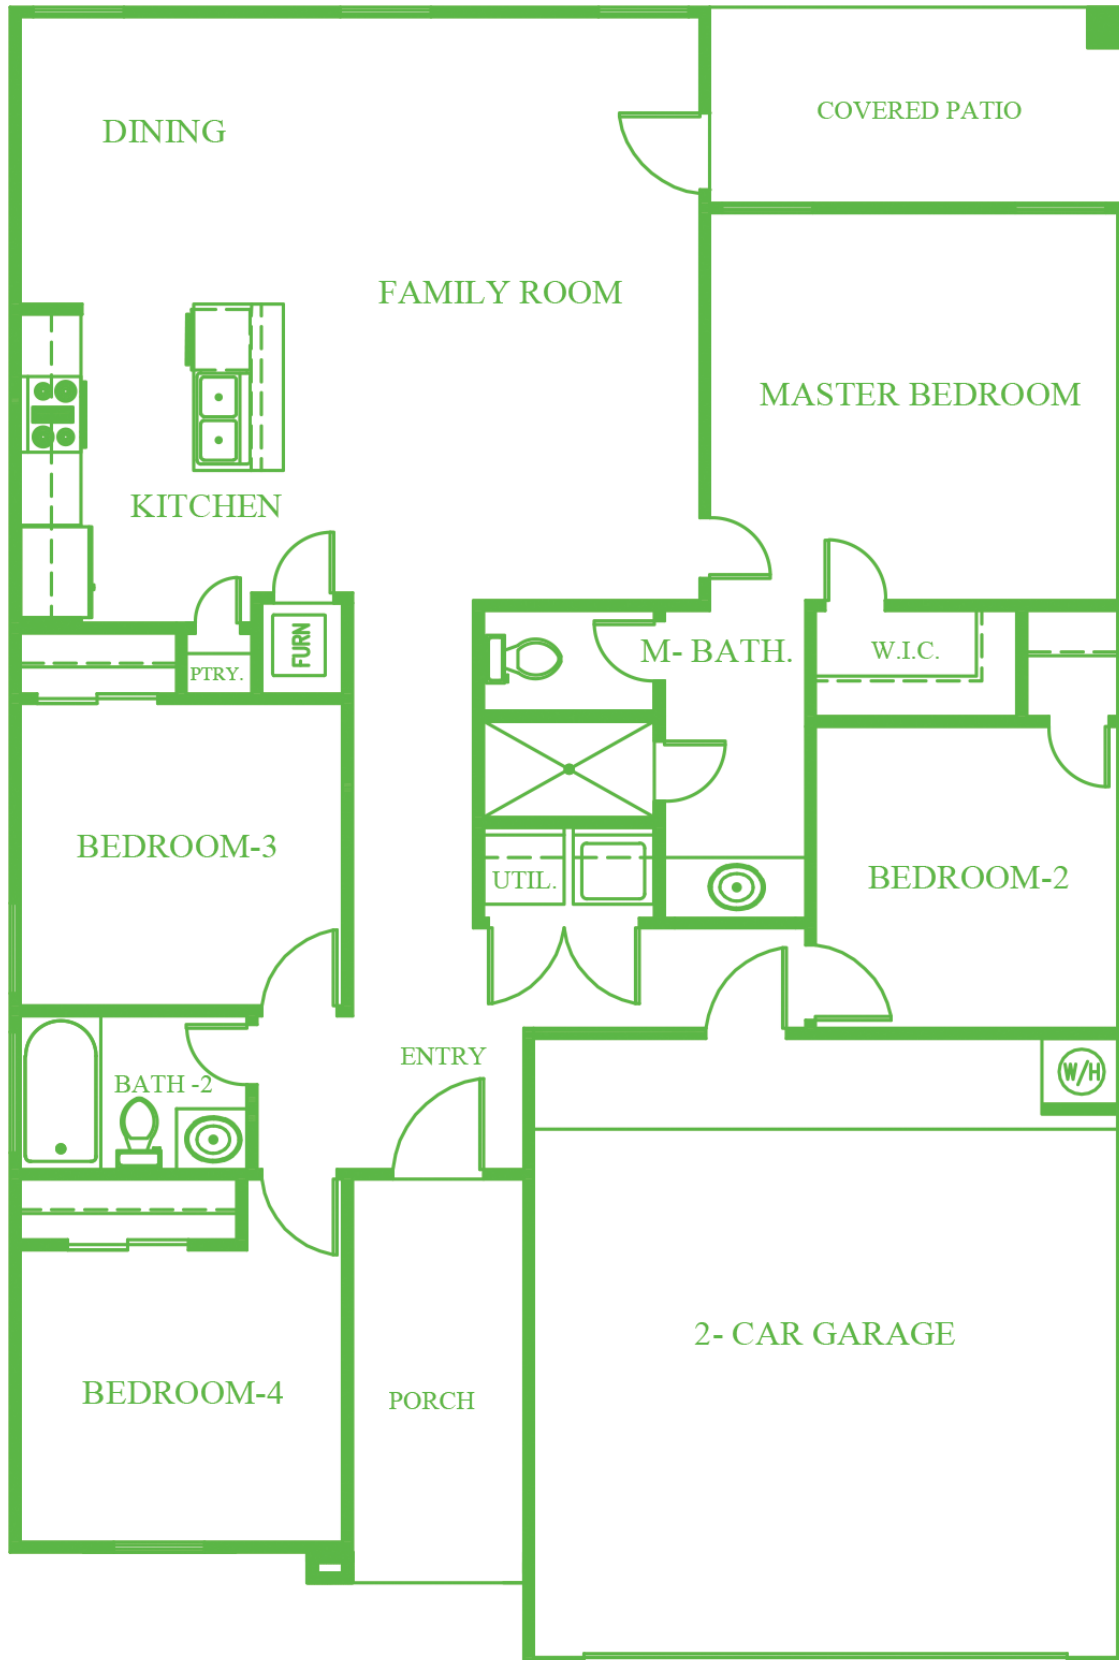 COVERED PATIO
DINING
FAMILY ROOM
MASTER BEDROOM
KITCHEN
FURN
M- BATH.
W.I.C.
PTRY.
BEDROOM-3
UTIL.
BEDROOM-2
ENTRY
W/H
BATH -2
2- CAR GARAGE
BEDROOM-4
PORCH